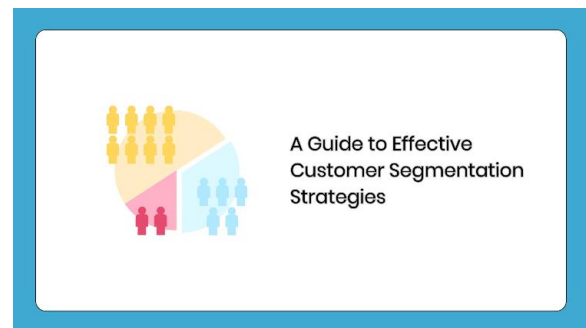 A Guide to Effective
Customer Segmentation
Strategies